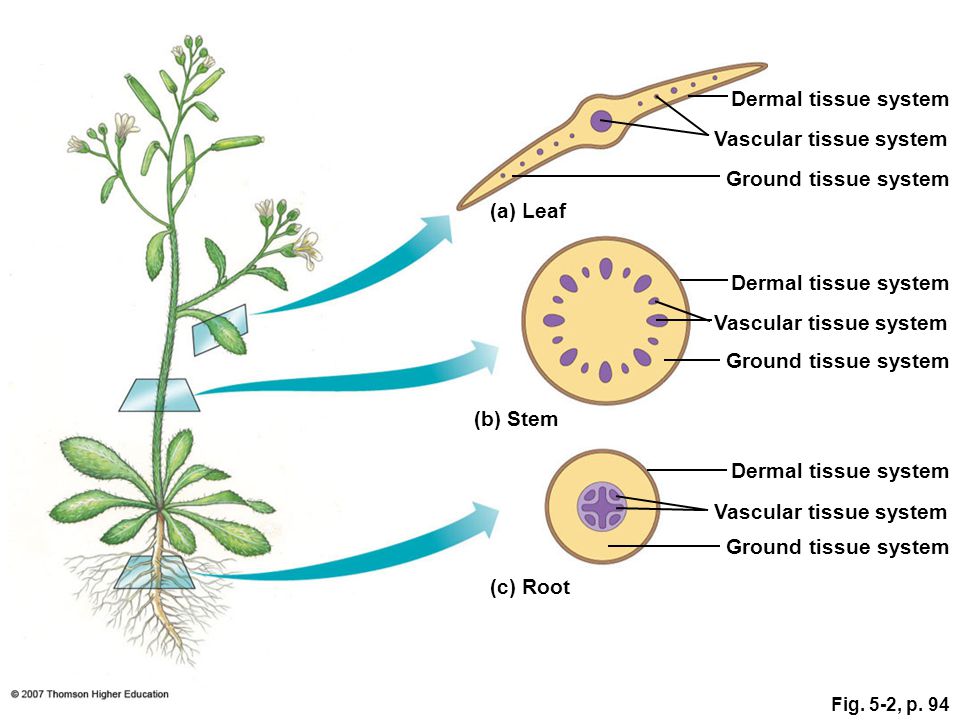 Dermal tissue system
Vascular tissue system
Ground tissue system
(a) Leaf
Dermal tissue system
Vascular tissue system
Ground tissue system
(b) Stem
Dermal tissue system
Vascular tissue system
Ground tissue system
(c) Root
© 2007 Thomson Higher Education
Fig. 5-2, p. 94